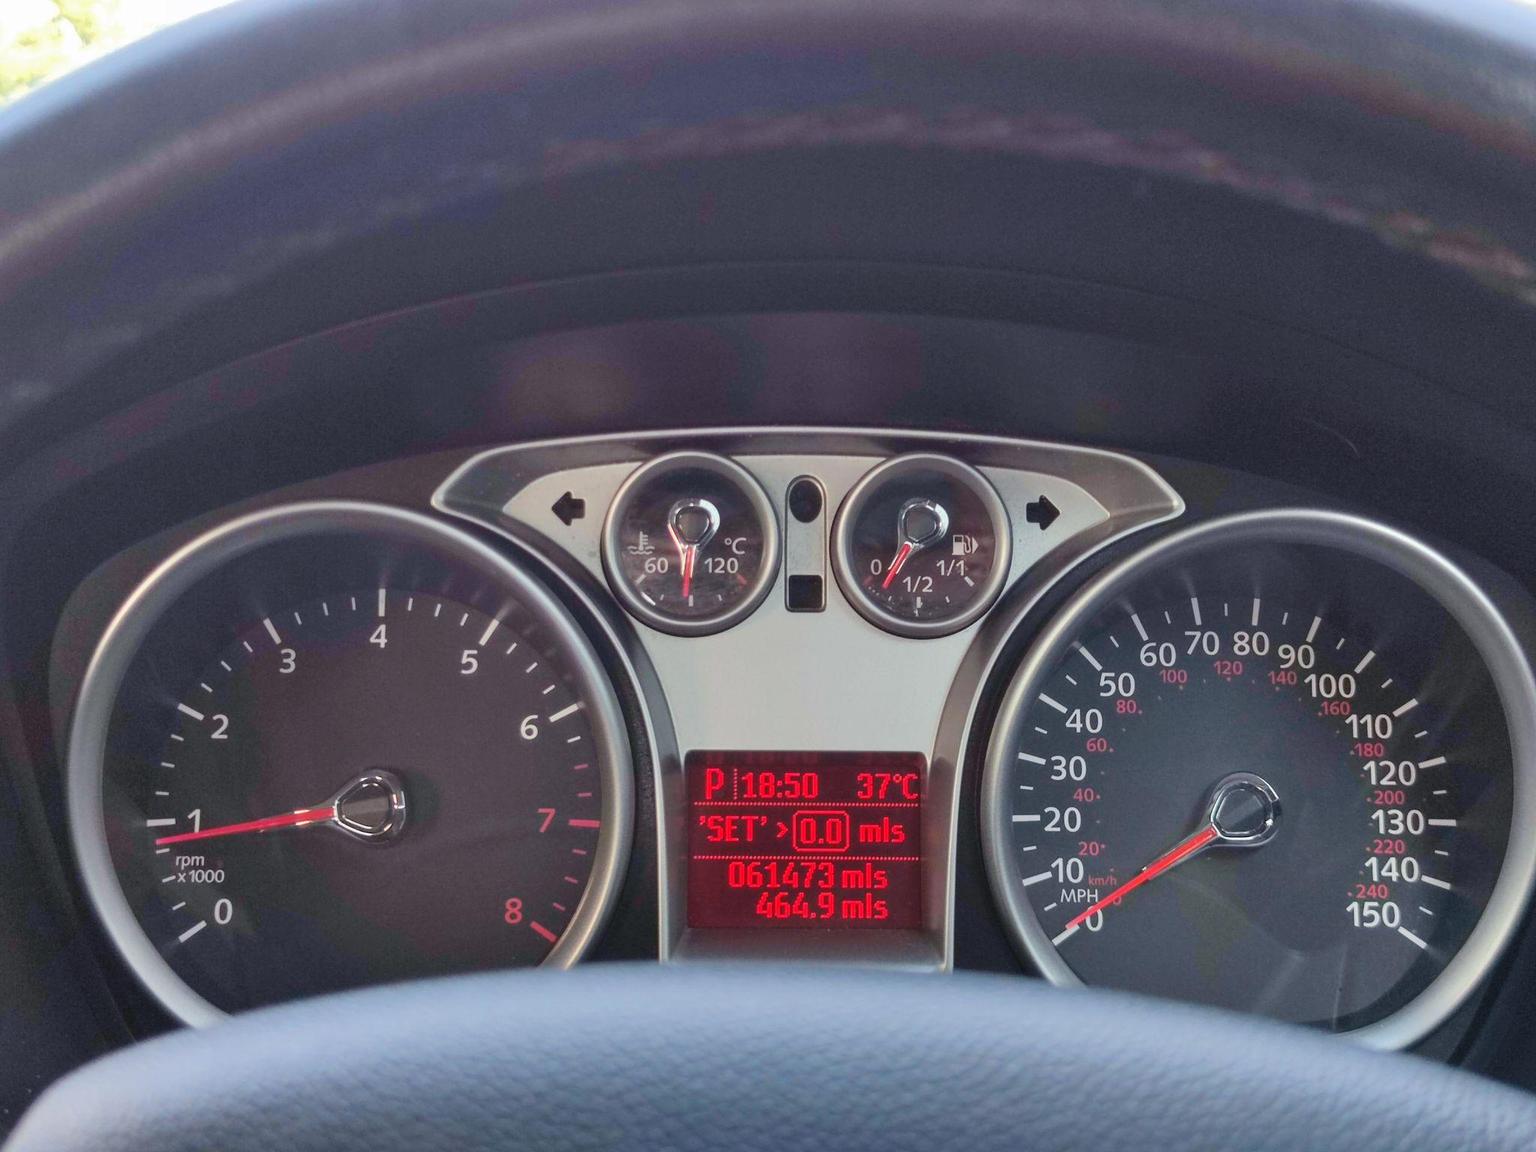 60 °C 120
0 1/2 1/1
0 1 2 3 4 5 6 7 8
rpm
x1000
P 18:50 37°C
'SET' > 0.0 mls
061473 mls
464.9 mls
0 10 20 30 40 50 60 70 80 90 100 110 120 130 140 150
MPH
km/h
0 20 40 60 80 100 120 140 160 180 200 220 240